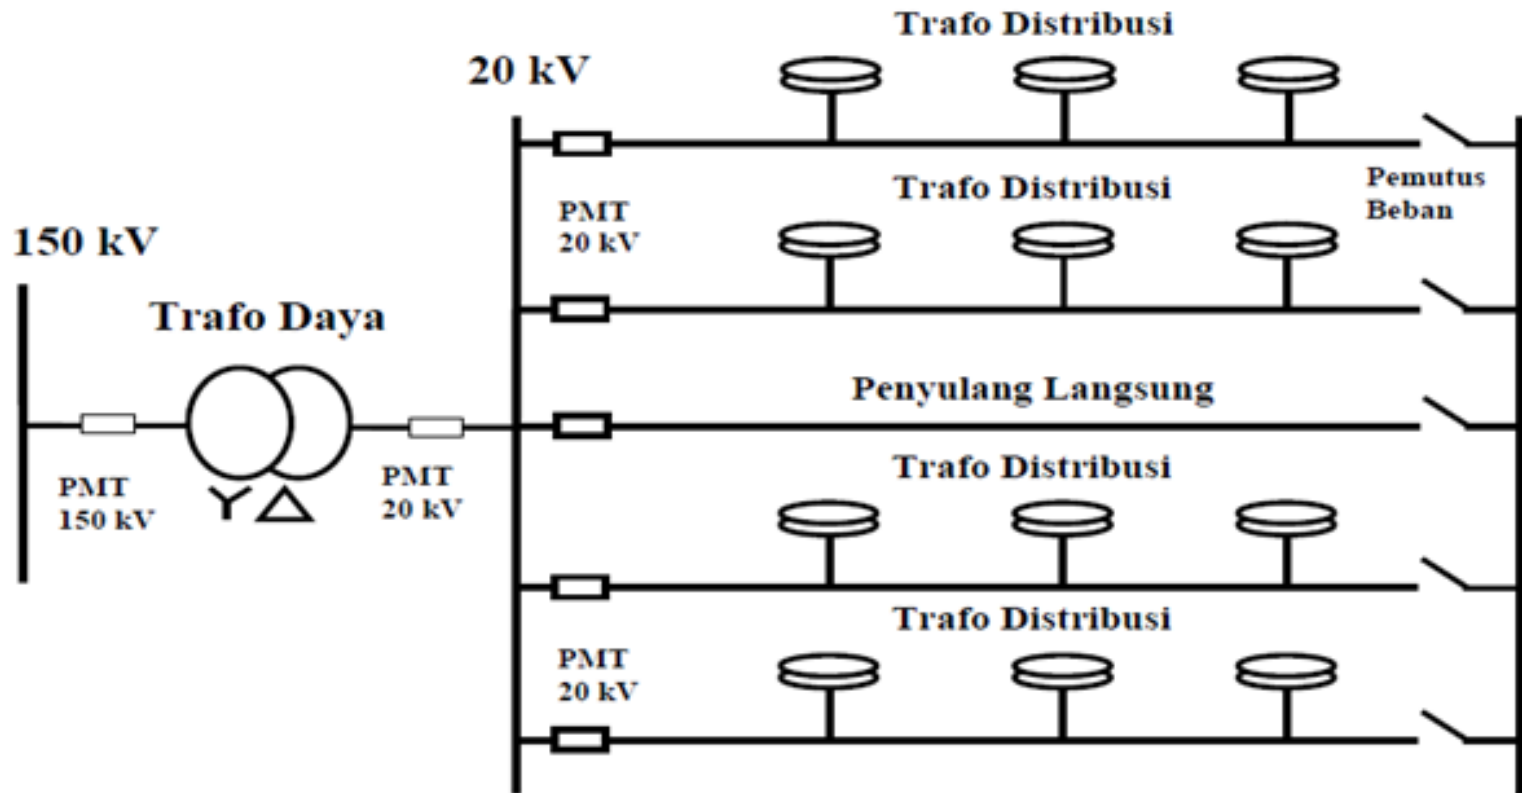 Trafo Distribusi
20 kV
Trafo Distribusi
Pemutus
Beban
PMT
20 kV
150 kV
Trafo Daya
Penyulang Langsung
Trafo Distribusi
PMT
150 kV
PMT
20 kV
Trafo Distribusi
PMT
20 kV